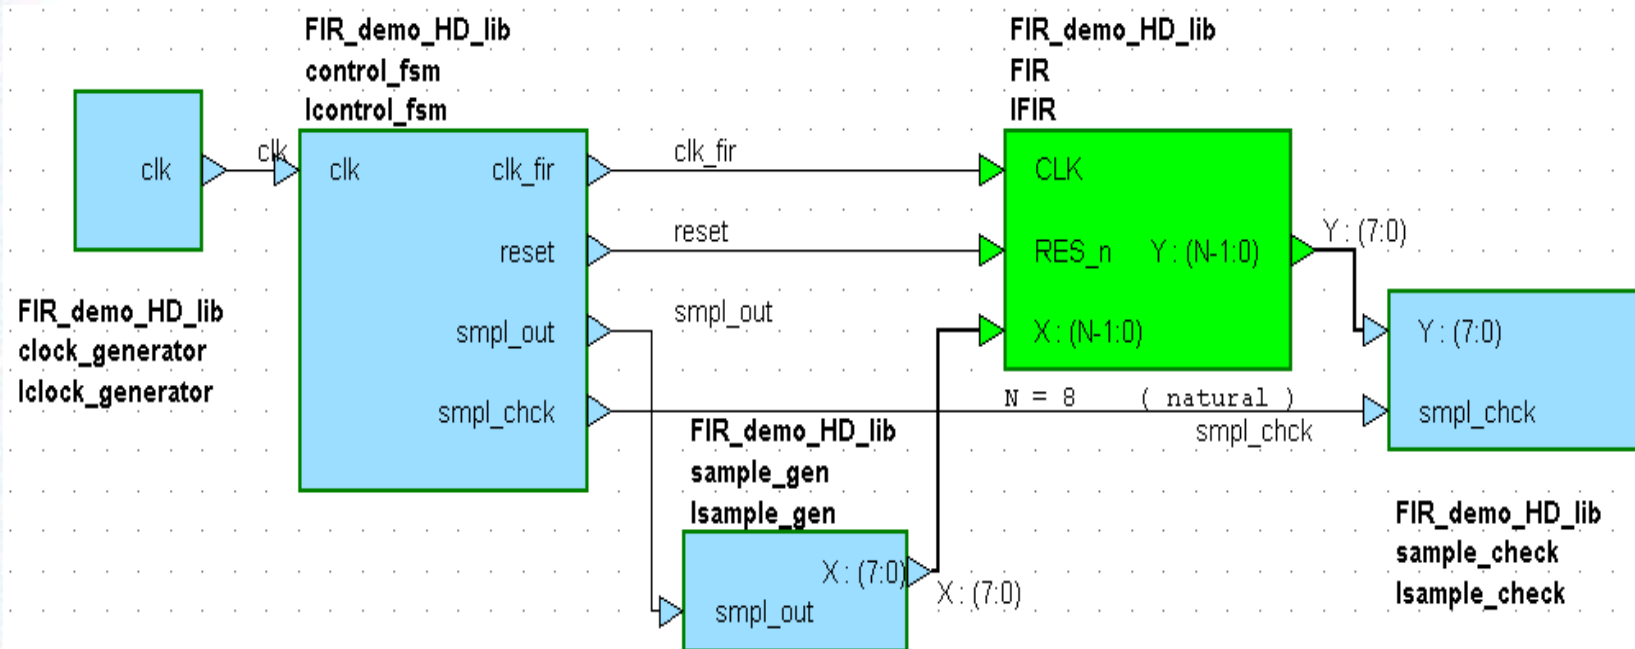 FIR_demo_HD_lib
control_fsm
Icontrol_fsm
FIR_demo_HD_lib
FIR
IFIR
clk
clk
clk
clk_fir
clk_fir
CLK
reset
reset
RES_n
Y : (N-1:0)
Y : (7:0)
smpl_out
smpl_out
X : (N-1:0)
Y : (7:0)
smpl_chck
N = 8 ( natural )
smpl_chck
smpl_chck
FIR_demo_HD_lib
clock_generator
Iclock_generator
FIR_demo_HD_lib
sample_gen
Isample_gen
X : (7:0)
X : (7:0)
smpl_out
FIR_demo_HD_lib
sample_check
Isample_check